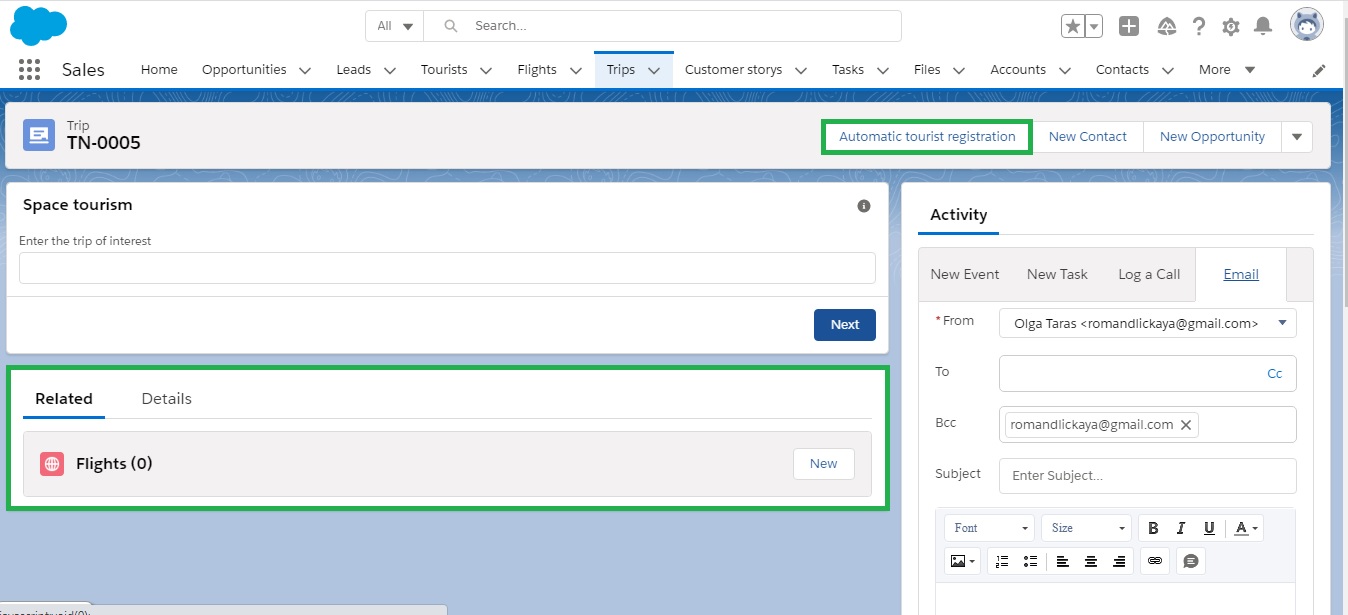 All Search...
Sales Home Opportunities Leads Tourists Flights Trips Customer storys Tasks Files Accounts Contacts More
Trip
TN-0005
Automatic tourist registration New Contact New Opportunity
Space tourism
Enter the trip of interest
Next
Related Details
Flights (0) New
Activity
New Event New Task Log a Call Email
*From Olga Taras <romandlickaya@gmail.com>
To Cc
Bcc romandlickaya@gmail.com
Subject Enter Subject...
Font Size B I U A